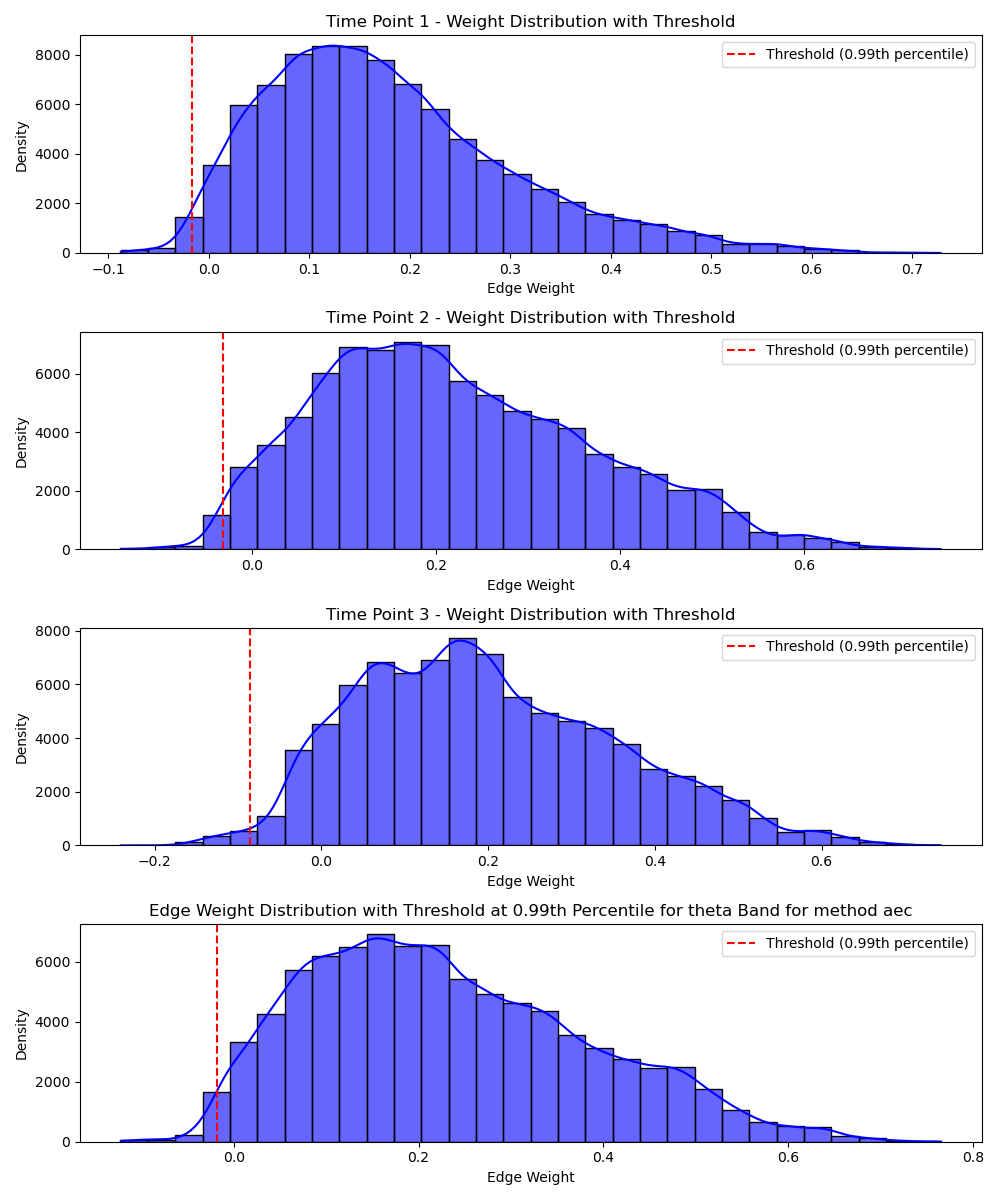 Time Point 1 - Weight Distribution with Threshold
Threshold (0.99th percentile)
8000
6000
4000
2000
0
Density
−0.1 0.0 0.1 0.2 0.3 0.4 0.5 0.6 0.7
Edge Weight
Time Point 2 - Weight Distribution with Threshold
Threshold (0.99th percentile)
6000
4000
2000
0
Density
0.0 0.2 0.4 0.6
Edge Weight
Time Point 3 - Weight Distribution with Threshold
Threshold (0.99th percentile)
8000
6000
4000
2000
0
Density
−0.2 0.0 0.2 0.4 0.6
Edge Weight
Edge Weight Distribution with Threshold at 0.99th Percentile for theta Band for method aec
Threshold (0.99th percentile)
6000
4000
2000
0
Density
0.0 0.2 0.4 0.6 0.8
Edge Weight